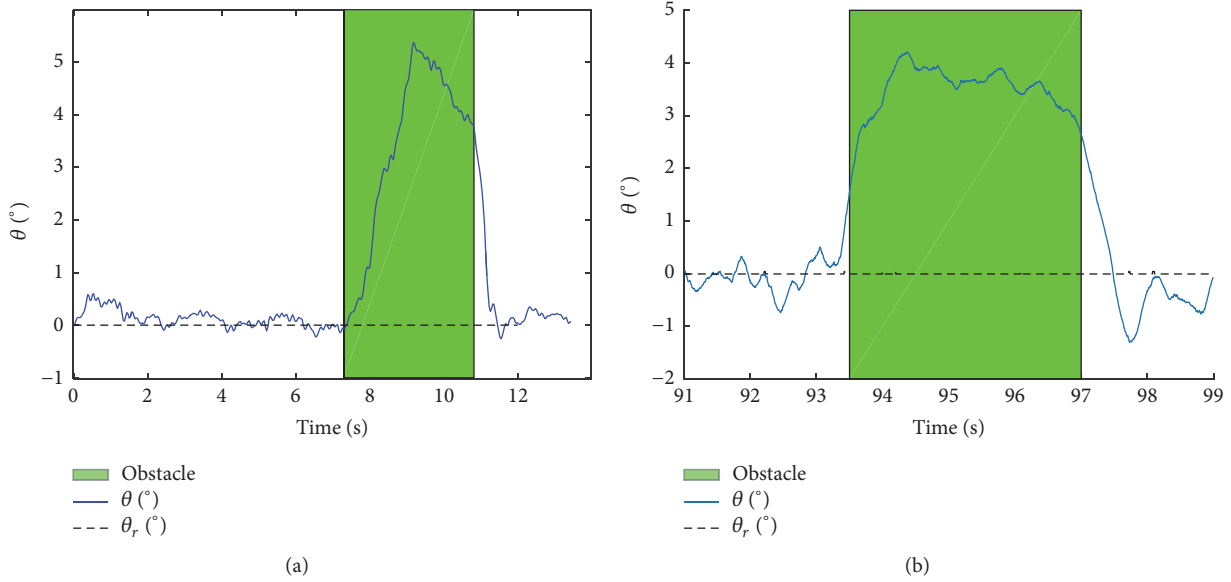 5
4
3
2
1
0
−1
θ (°)
0 2 4 6 8 10 12
Time (s)
Obstacle
θ (°)
θr (°)
(a)
5
4
3
2
1
0
−1
−2
θ (°)
91 92 93 94 95 96 97 98 99
Time (s)
Obstacle
θ (°)
θr (°)
(b)